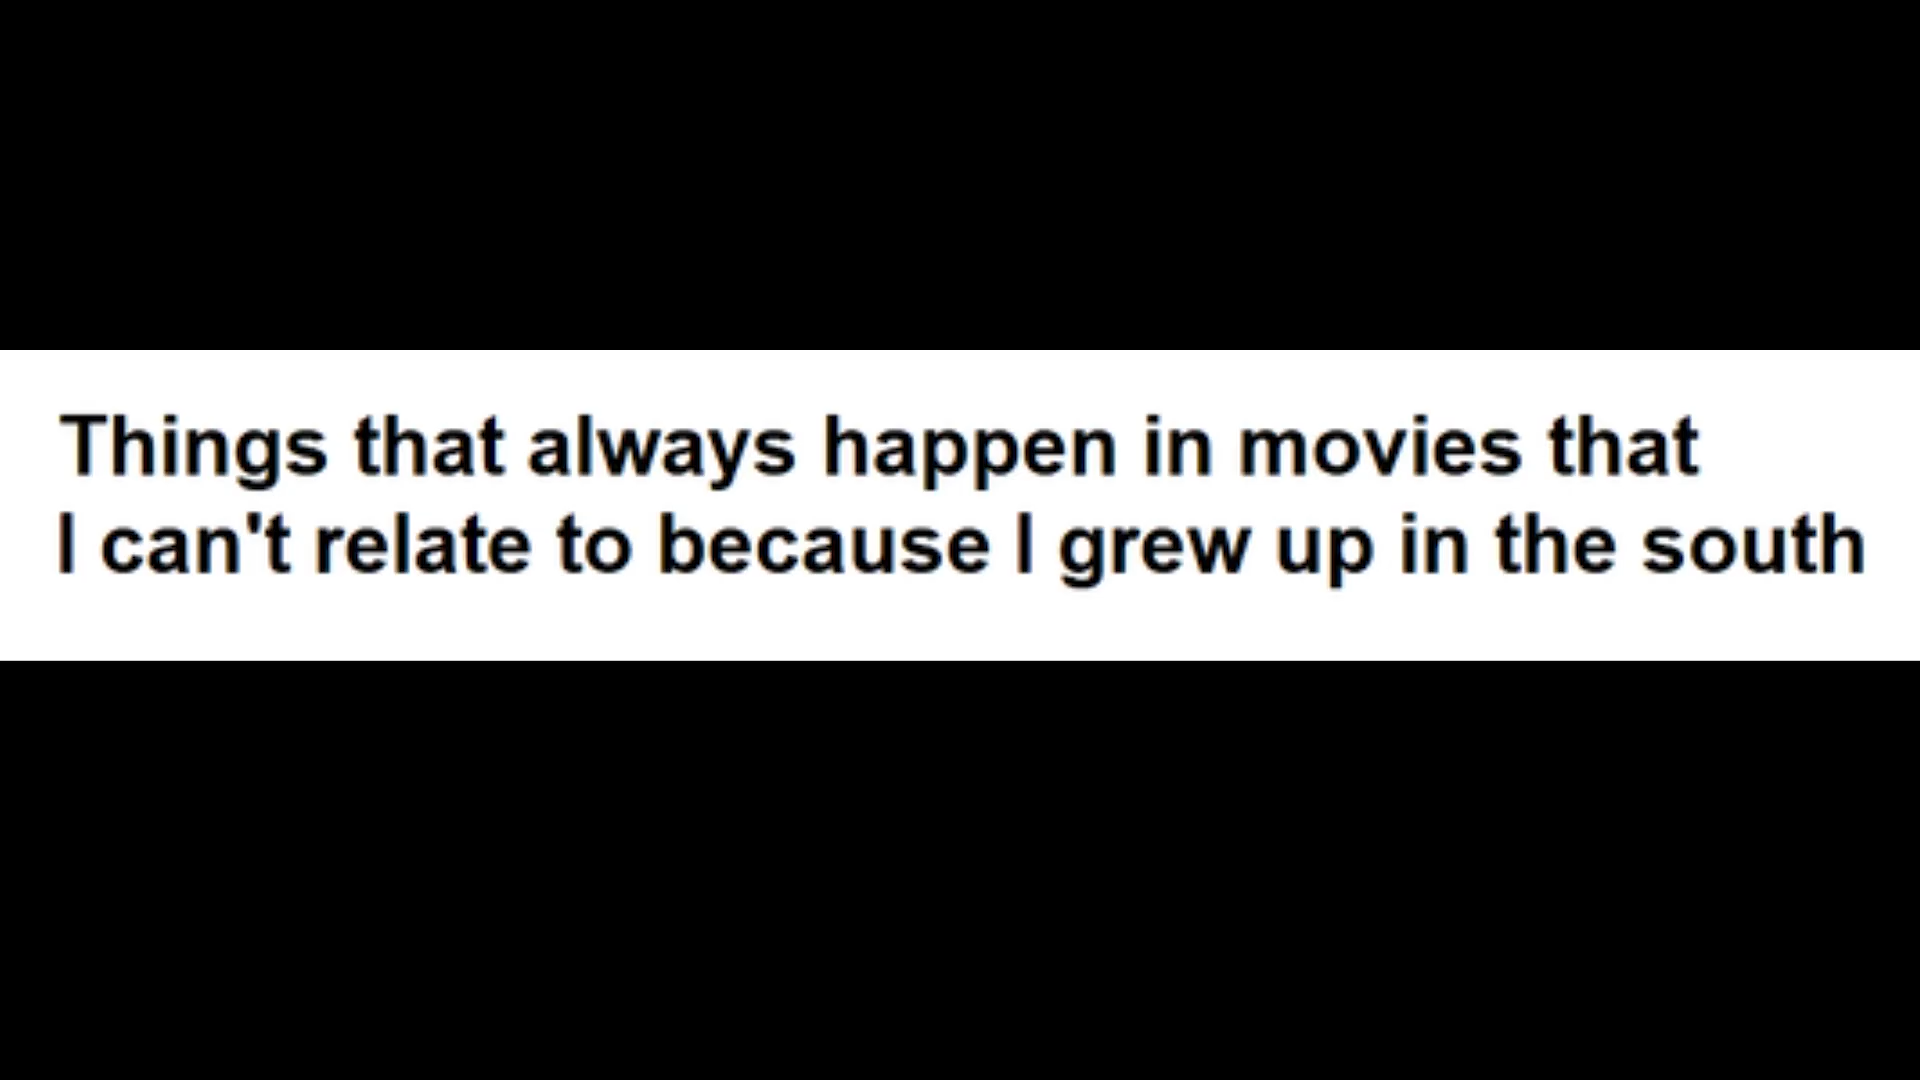 Things that always happen in movies that
I can't relate to because I grew up in the south